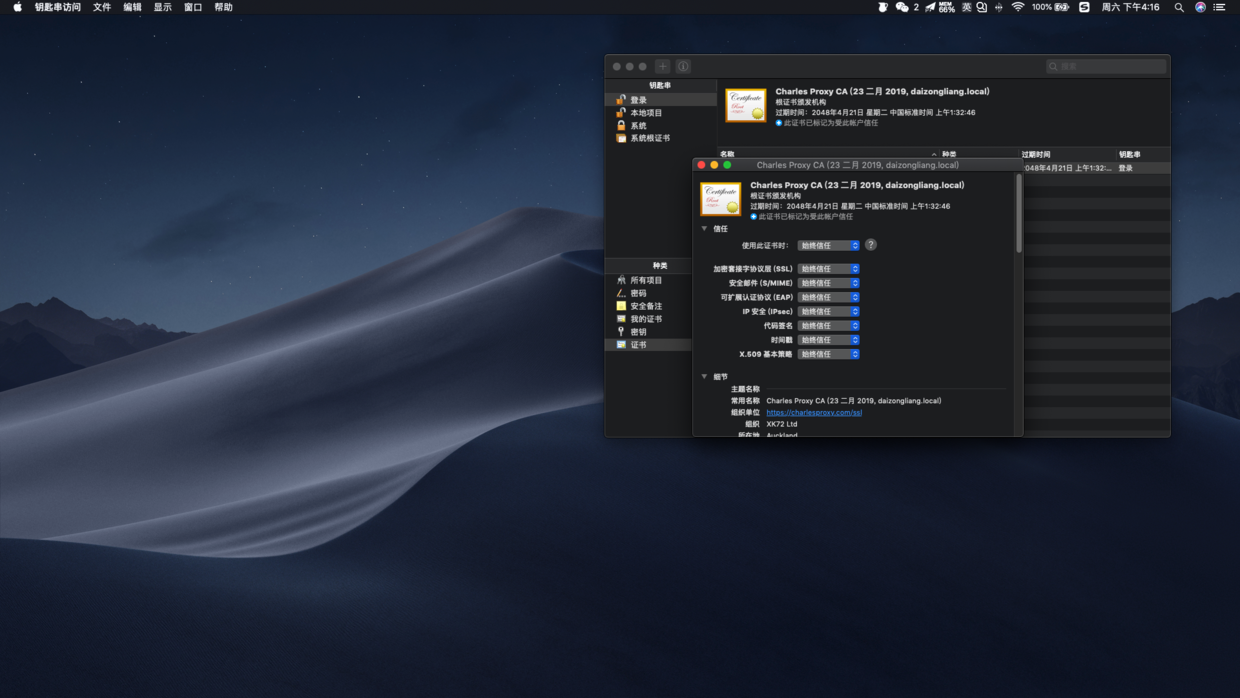 钥匙串访问 文件 编辑 显示 窗口 帮助
2 MEM 66% 英 100% 周六 下午4:16
搜索
钥匙串
登录
本地项目
系统
系统根证书
Charles Proxy CA (23 二月 2019, daizongliang.local)
根证书颁发机构
过期时间: 2048年4月21日 星期二 中国标准时间 上午1:32:46
此证书已标记为受此帐户信任
名称 种类 过期时间 钥匙串
2048年4月21日 上午1:32:... 登录
种类
所有项目
密码
安全备注
我的证书
密钥
证书
Charles Proxy CA (23 二月 2019, daizongliang.local)
Charles Proxy CA (23 二月 2019, daizongliang.local)
根证书颁发机构
过期时间: 2048年4月21日 星期二 中国标准时间 上午1:32:46
此证书已标记为受此帐户信任
信任
使用此证书时: 始终信任 ?
加密套接字协议层 (SSL) 始终信任
安全邮件 (S/MIME) 始终信任
可扩展认证协议 (EAP) 始终信任
IP 安全 (IPsec) 始终信任
代码签名 始终信任
时间戳 始终信任
X.509 基本策略 始终信任
细节
主题名称
常用名称 Charles Proxy CA (23 二月 2019, daizongliang.local)
组织单位 https://charlesproxy.com/ssl
组织 XK72 Ltd
所在地 Auckland